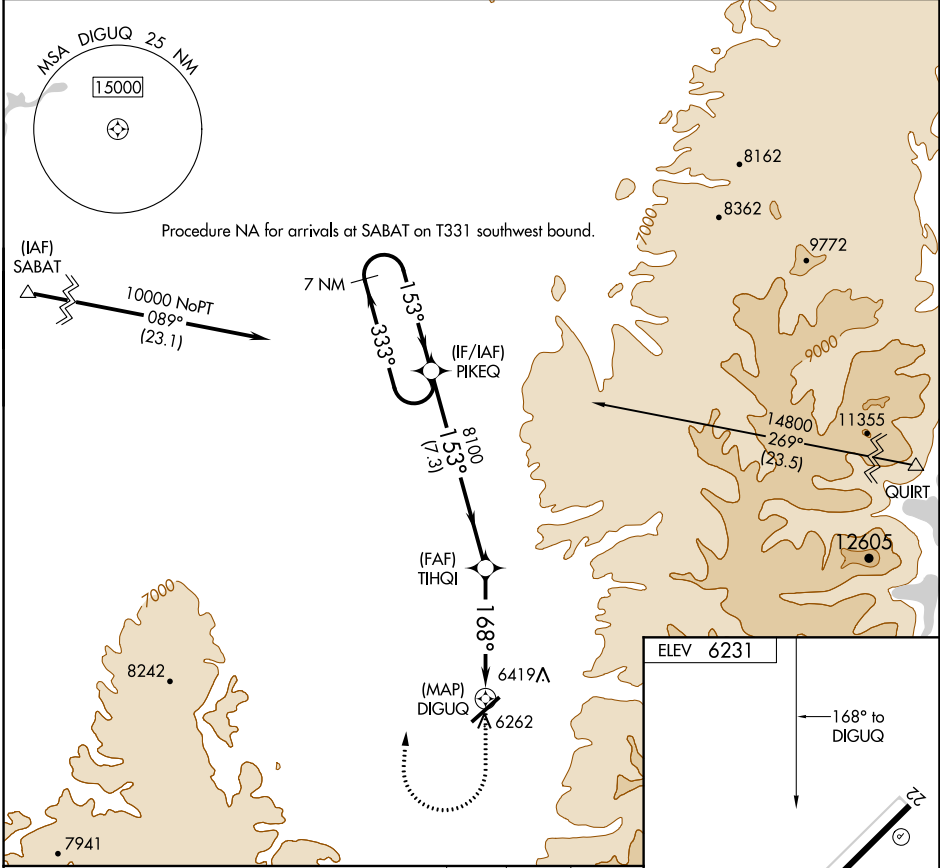 MSA DIGUQ 25 NM
15000
8162
8362
7000
Procedure NA for arrivals at SABAT on T331 southwest bound.
9772
(IAF)
SABAT
10000 NoPT
089°
(23.1)
7 NM
153°
333°
(IF/IAF)
PIKEQ
9000
8100
153°
(7.3)
14800
269°
(23.5)
11355
QUIRT
12605
(FAF)
TIHQI
7000
168°
8242
6419
(MAP)
DIGUQ
6262
ELEV 6231
168° to
DIGUQ
22
P
7941